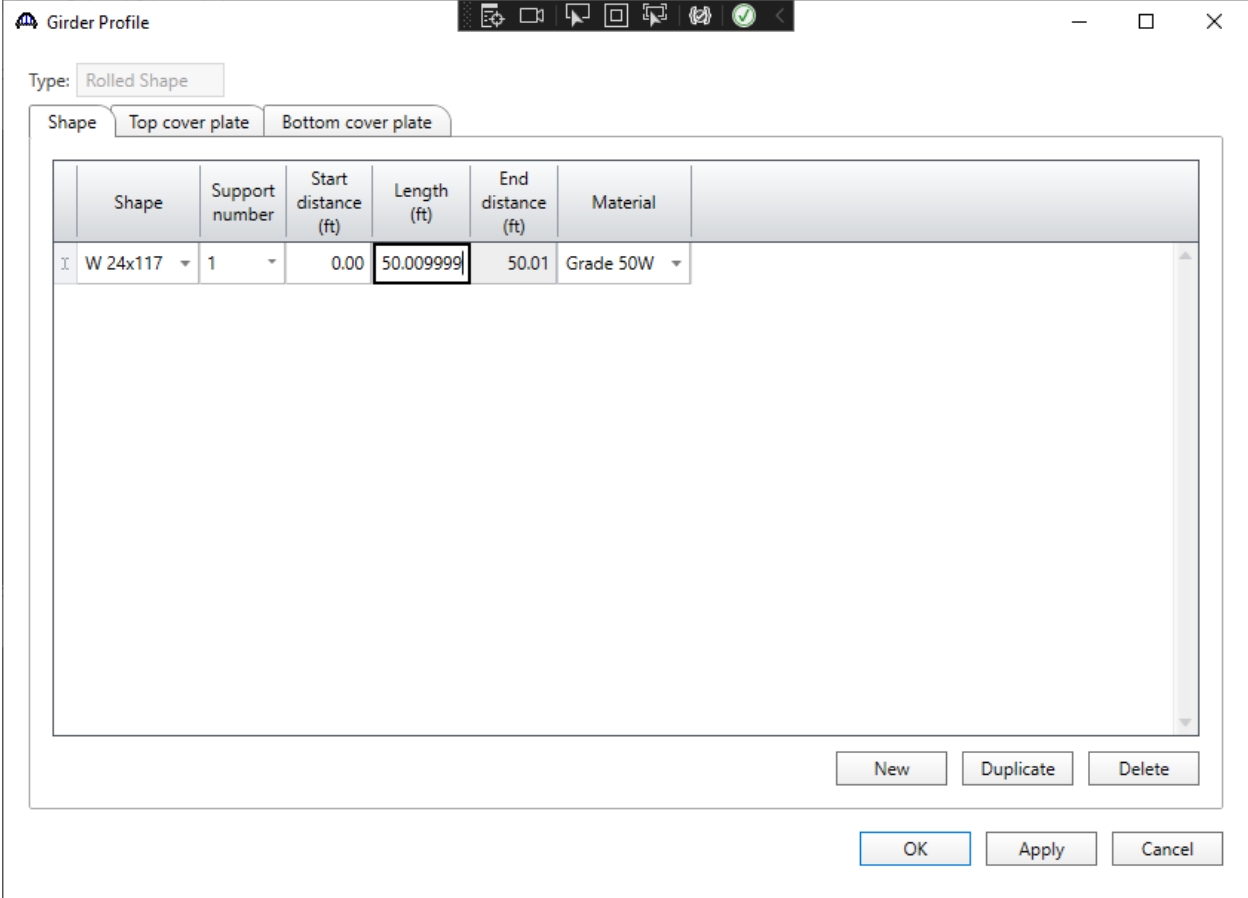 Girder Profile
Type: Rolled Shape
Shape Top cover plate Bottom cover plate
Shape Support number Start distance (ft) Length (ft) End distance (ft) Material
W 24x117 1 0.00 50.009999 50.01 Grade 50W
New Duplicate Delete
OK Apply Cancel